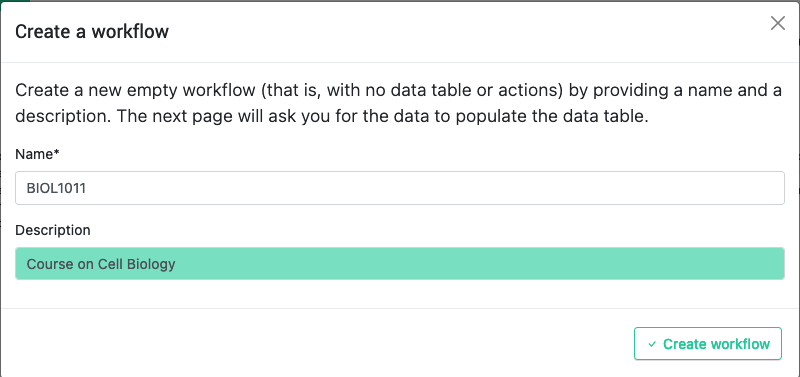 Create a workflow
Create a new empty workflow (that is, with no data table or actions) by providing a name and a
description. The next page will ask you for the data to populate the data table.
Name*
BIOL1011
Description
Course on Cell Biology
Create workflow